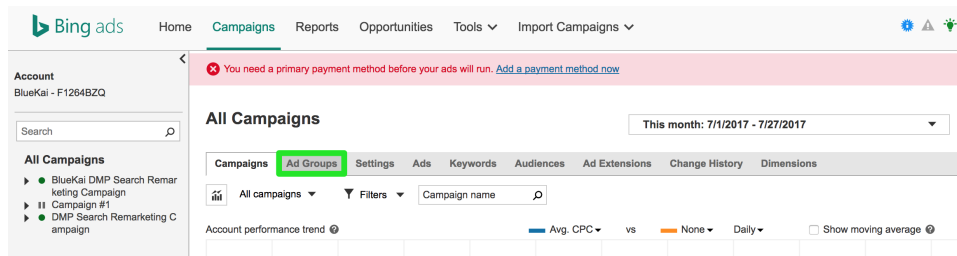 Bing ads Home Campaigns Reports Opportunities Tools Import Campaigns
Account
BlueKai - F1264BZQ
Search
All Campaigns
BlueKai DMP Search Remar
keting Campaign
Campaign #1
DMP Search Remarketing C
ampaign
You need a primary payment method before your ads will run. Add a payment method now
All Campaigns
This month: 7/1/2017 - 7/27/2017
Campaigns Ad Groups Settings Ads Keywords Audiences Ad Extensions Change History Dimensions
All campaigns Filters Campaign name
Account performance trend Avg. CPC vs None Daily Show moving average